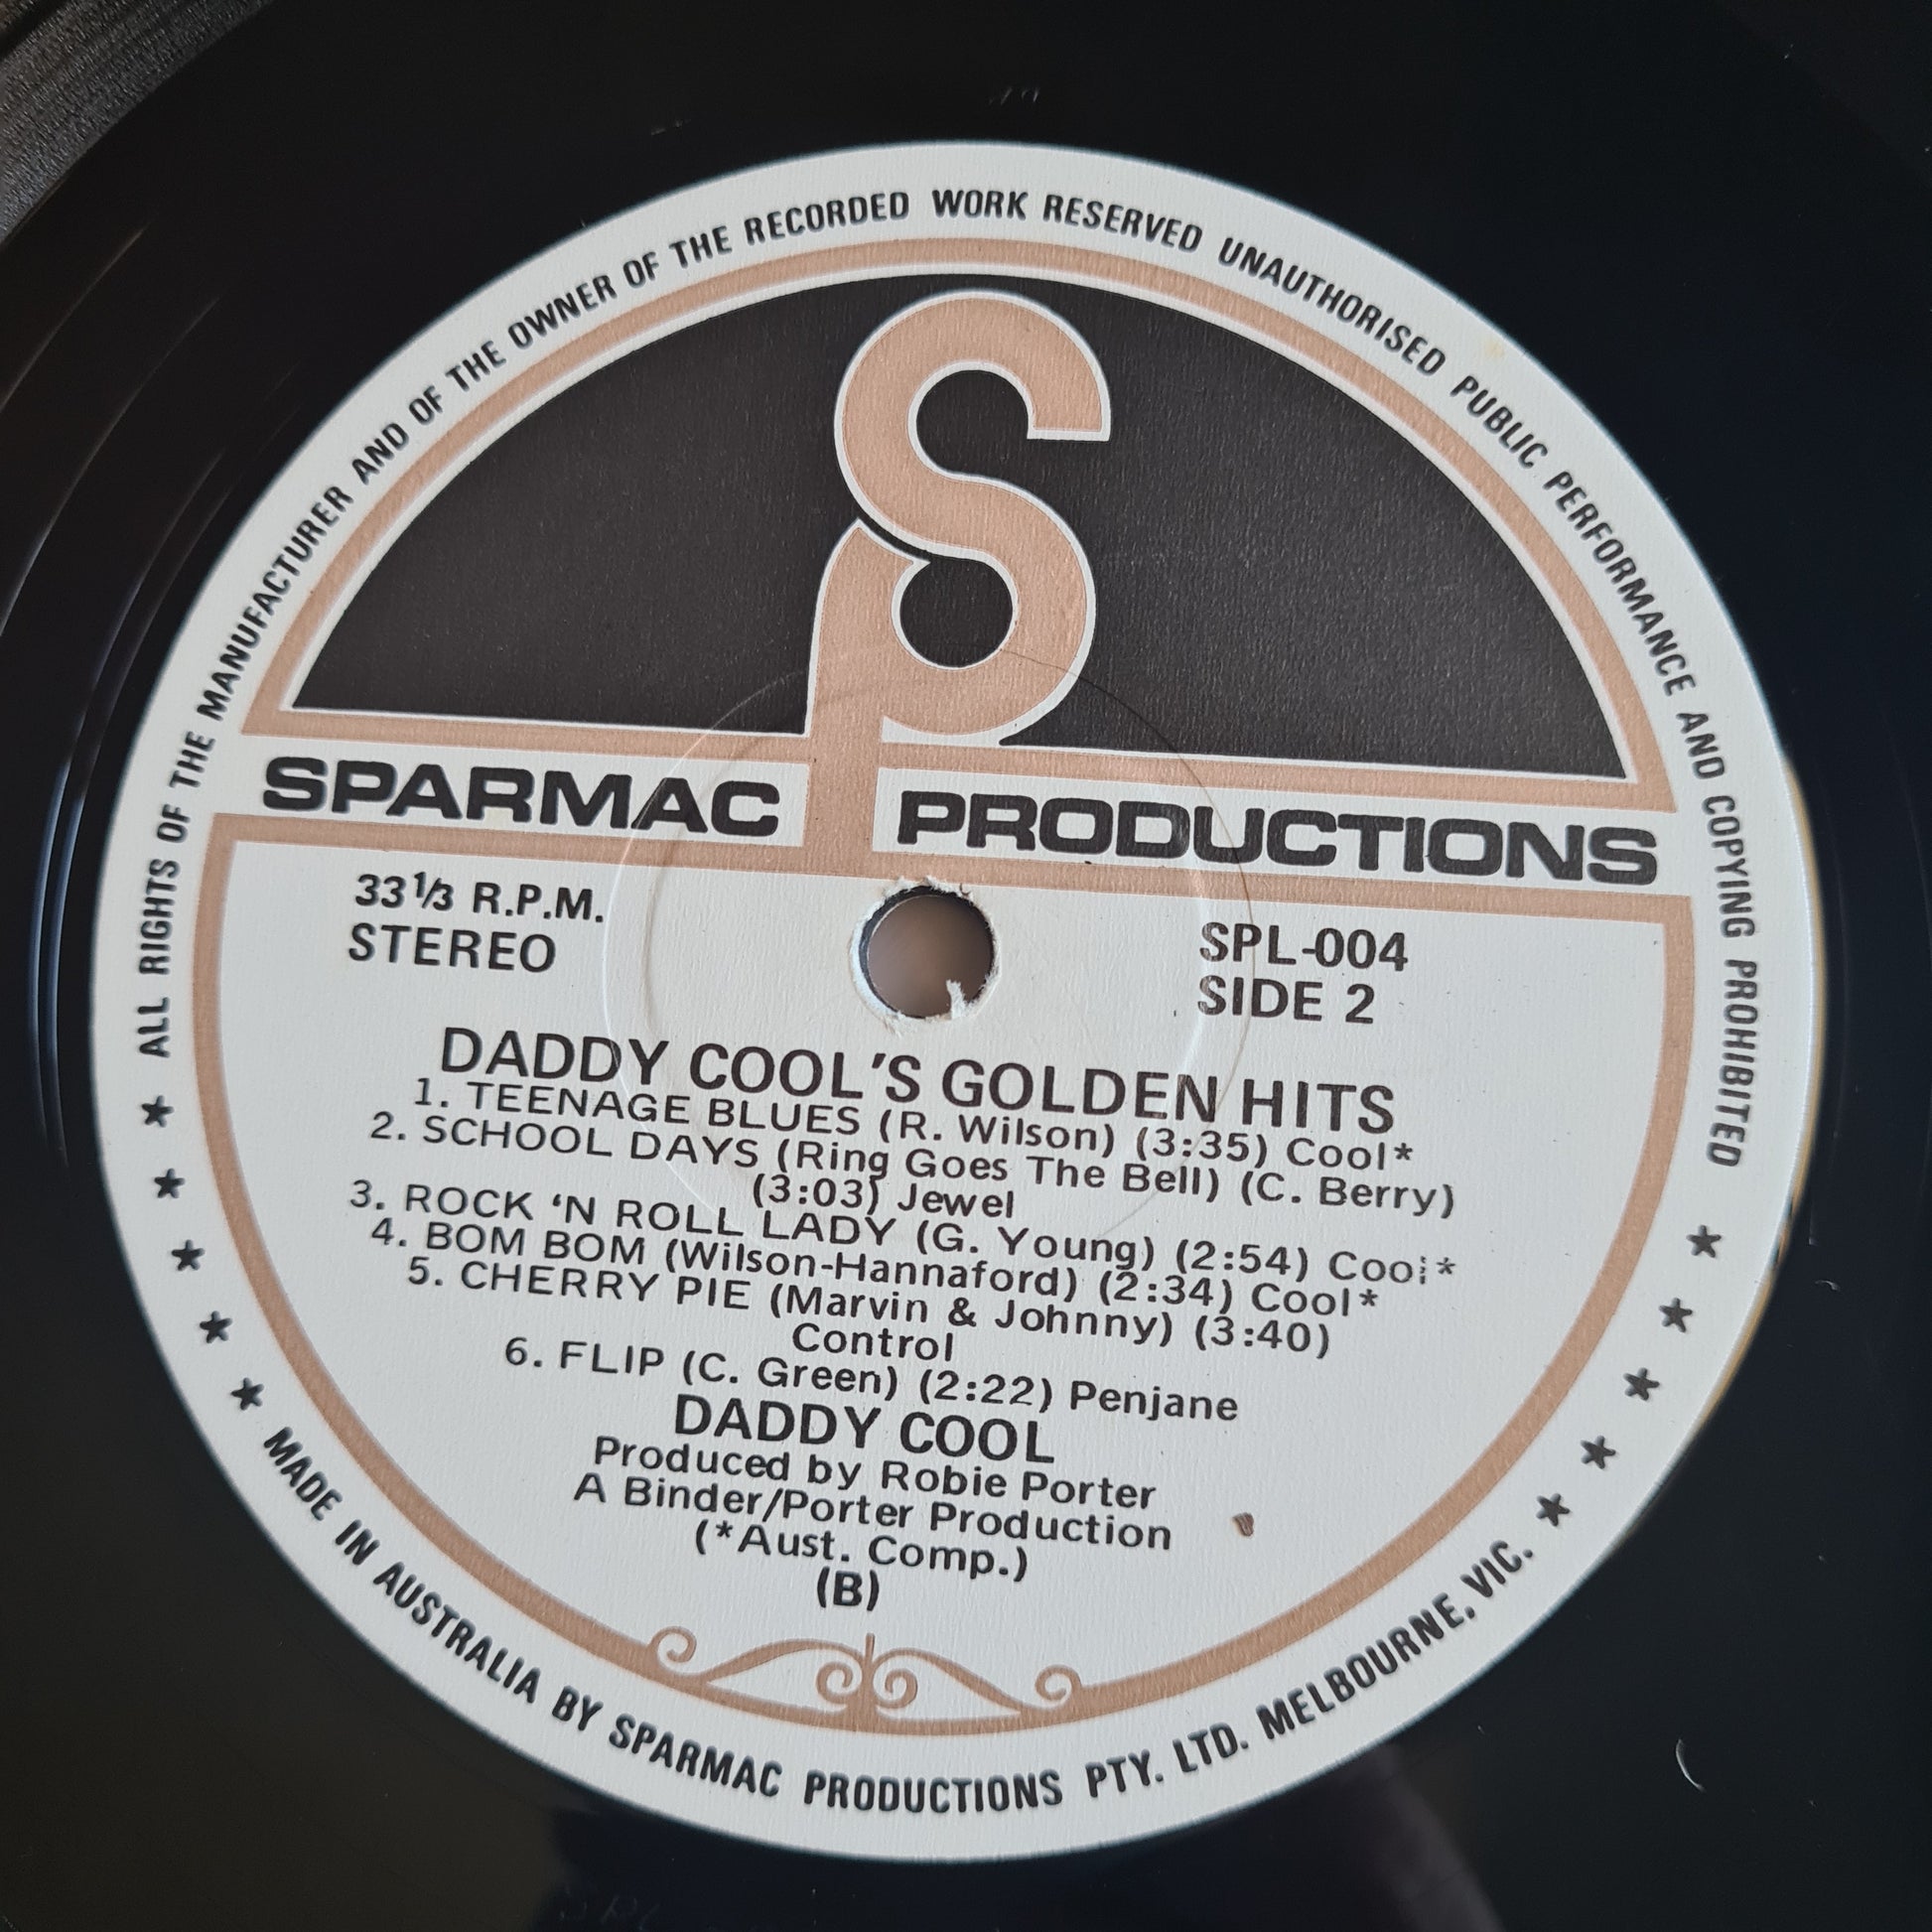 ★ ALL RIGHTS OF THE MANUFACTURER AND OF THE OWNER OF THE RECORDED WORK RESERVED UNAUTHORISED PUBLIC PERFORMANCE AND COPYING PROHIBITED ★
SP
SPARMAC PRODUCTIONS
33⅓ R.P.M.
STEREO
SPL-004
SIDE 2
DADDY COOL'S GOLDEN HITS
1. TEENAGE BLUES (R. Wilson) (3:35) Cool*
2. SCHOOL DAYS (Ring Goes The Bell) (C. Berry)
(3:03) Jewel
3. ROCK 'N ROLL LADY (G. Young) (2:54) Cool*
4. BOM BOM (Wilson-Hannaford) (2:34) Cool*
5. CHERRY PIE (Marvin & Johnny) (3:40)
Control
6. FLIP (C. Green) (2:22) Penjane
DADDY COOL
Produced by Robie Porter
A Binder/Porter Production
(*Aust. Comp.)
(B)
★ ★ ★ ★ MADE IN AUSTRALIA BY SPARMAC PRODUCTIONS PTY. LTD. MELBOURNE, VIC. ★ ★ ★ ★